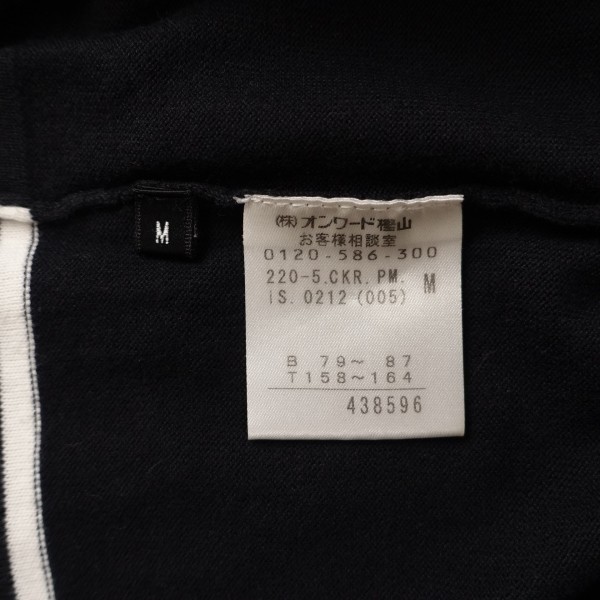 M
(株)オンワード樫山
お客様相談室
0120-586-300
220-5.CKR.PM. M
IS.0212(005)
B 79~ 87
T158~164
438596